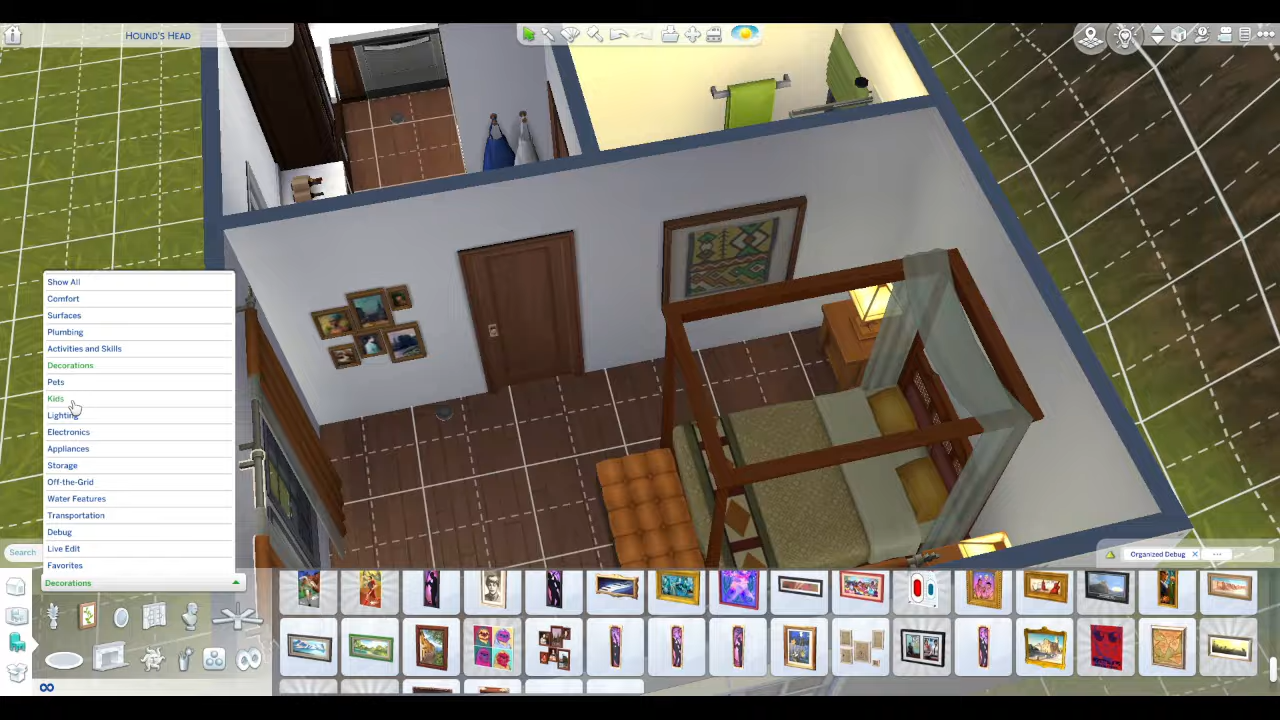 HOUND'S HEAD
Show All
Comfort
Surfaces
Plumbing
Activities and Skills
Decorations
Pets
Kids
Lighting
Electronics
Appliances
Storage
Off-the-Grid
Water Features
Transportation
Debug
Live Edit
Favorites
Search
Decorations
Organized Debug